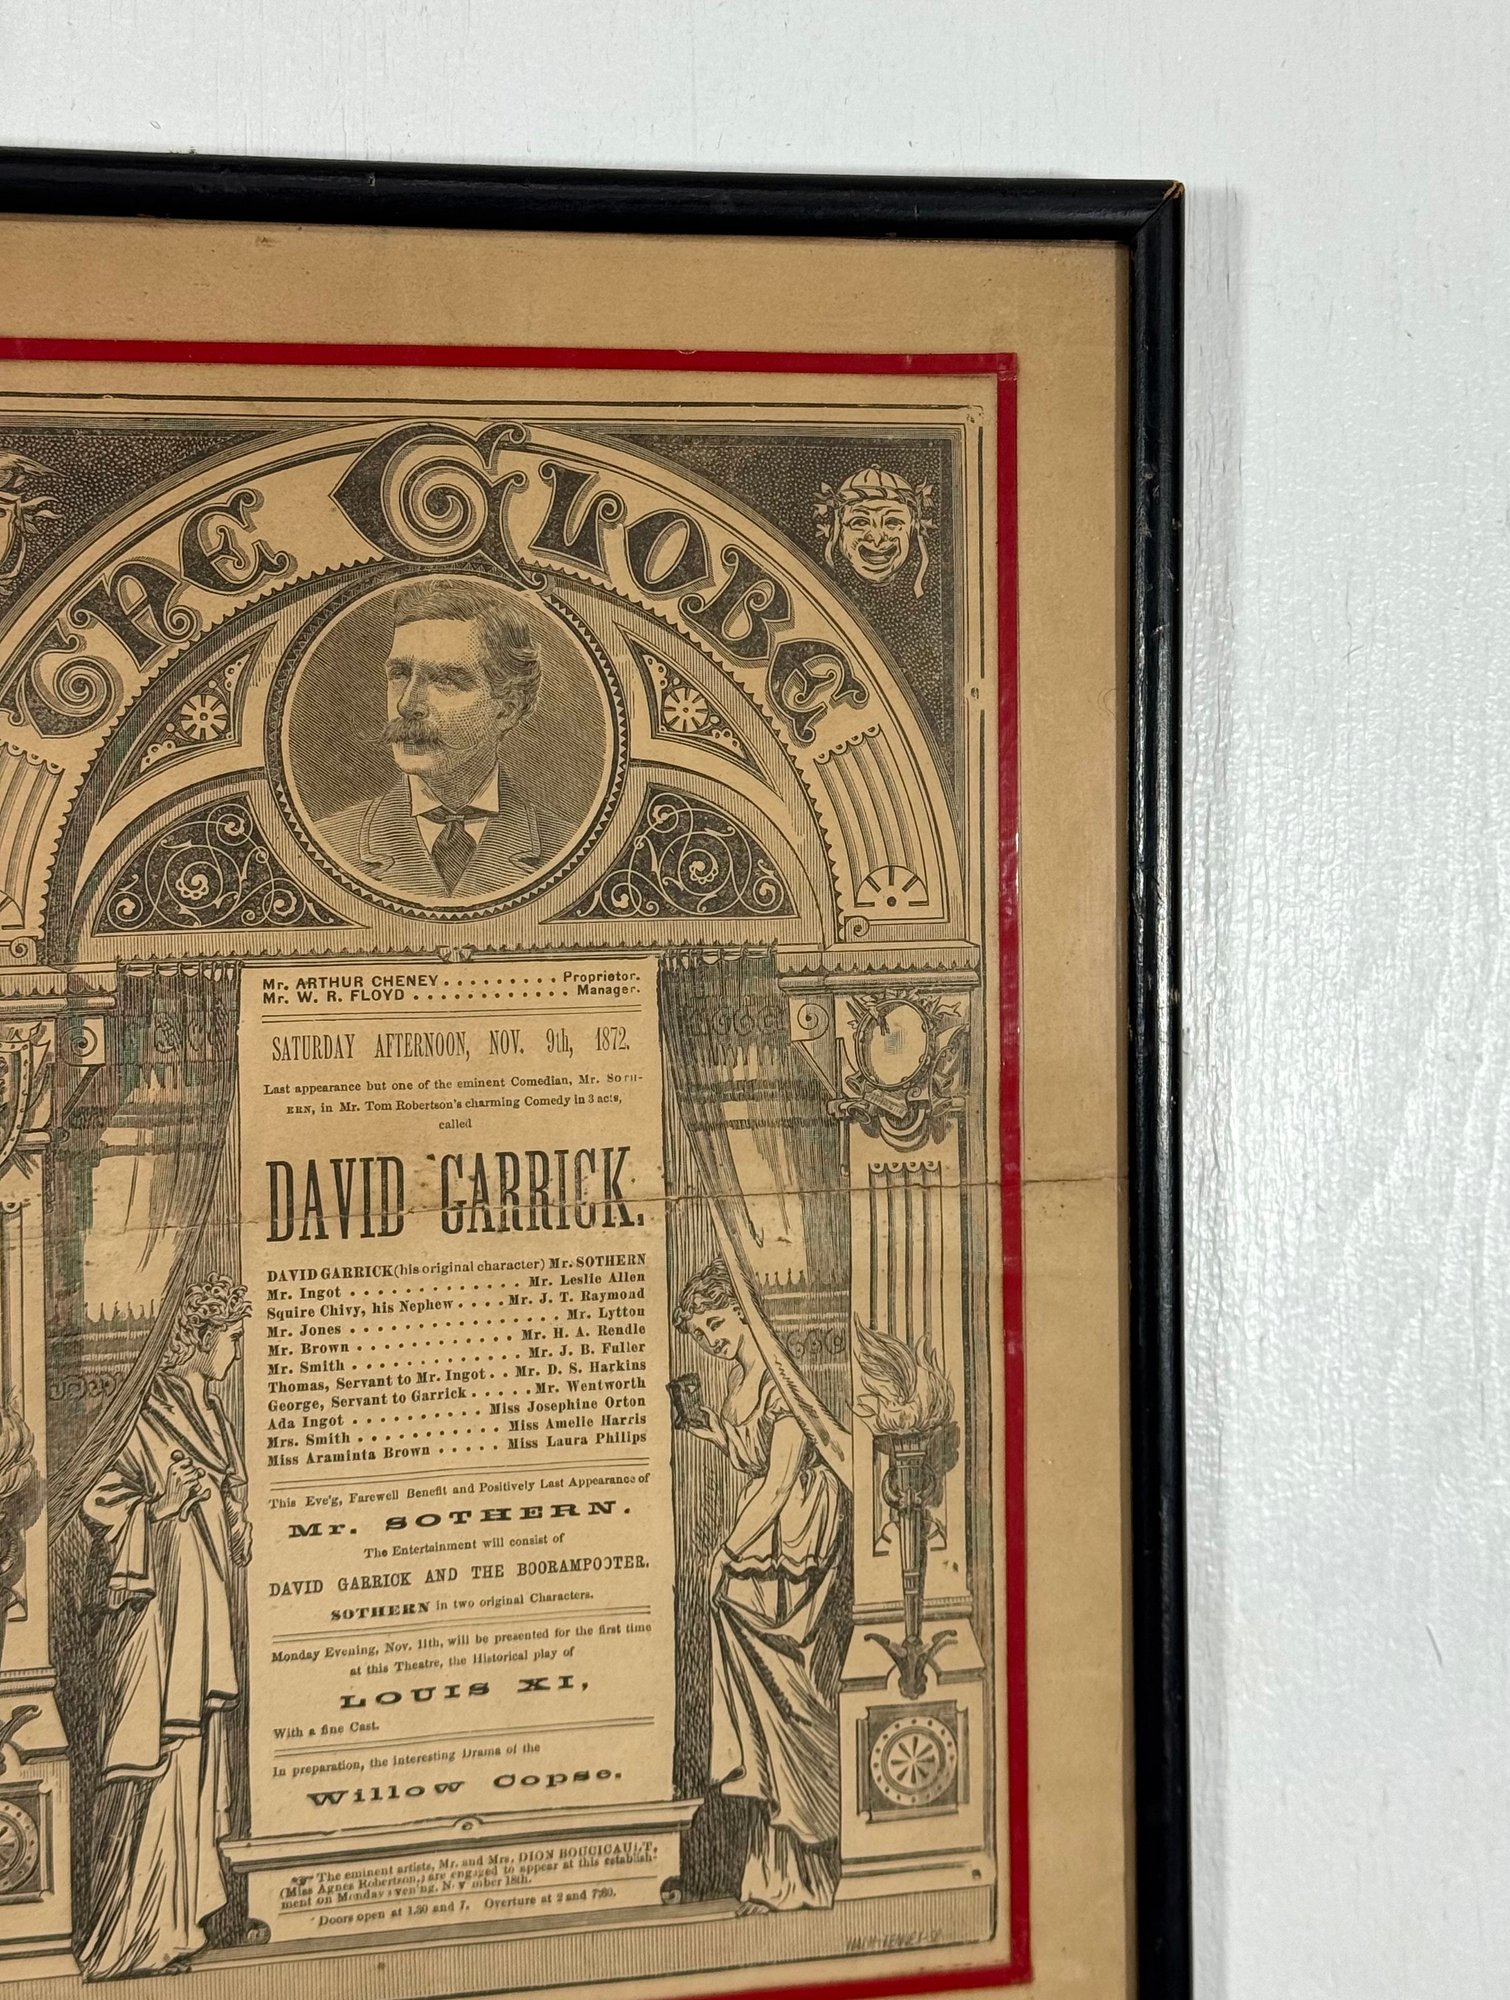 THE GLOBE
Mr. ARTHUR CHENEY . . . . . . . . . Proprietor.
Mr. W. R. FLOYD . . . . . . . . . . . . Manager.
SATURDAY AFTERNOON, NOV. 9th, 1872.
Last appearance but one of the eminent Comedian, Mr. SOTH-
ERN, in Mr. Tom Robertson's charming Comedy in 3 acts,
called
DAVID GARRICK.
DAVID GARRICK (his original character) Mr. SOTHERN
Mr. Ingot . . . . . . . . . . . . . Mr. Leslie Allen
Squire Chivy, his Nephew . . . . Mr. J. T. Raymond
Mr. Jones . . . . . . . . . . . . . . . . Mr. Lytton
Mr. Brown . . . . . . . . . . . . Mr. H. A. Rendle
Mr. Smith . . . . . . . . . . . . . Mr. J. B. Fuller
Thomas, Servant to Mr. Ingot . . Mr. D. S. Harkins
George, Servant to Garrick . . . . . Mr. Wentworth
Ada Ingot . . . . . . . . . . Miss Josephine Orton
Mrs. Smith . . . . . . . . . . . Miss Amelie Harris
Miss Araminta Brown . . . . . Miss Laura Philips
This Eve'g, Farewell Benefit and Positively Last Appearance of
Mr. SOTHERN.
The Entertainment will consist of
DAVID GARRICK AND THE BOORAMPOOTER.
SOTHERN in two original Characters.
Monday Evening, Nov. 11th, will be presented for the first time
at this Theatre, the Historical play of
LOUIS XI,
With a fine Cast.
In preparation, the interesting Drama of the
Willow Copse.
☞ The eminent artists, Mr. and Mrs. DION BOUCICAULT,
(Miss Agnes Robertson,) are engaged to appear at this establish-
ment on Monday evening, November 18th.
Doors open at 1.30 and 7. Overture at 2 and 7:30.